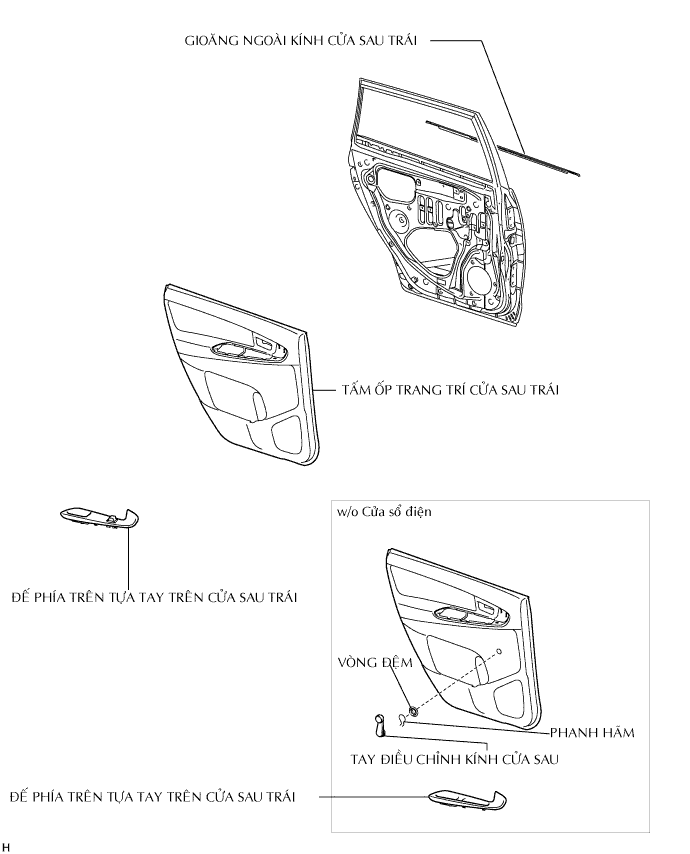 GIOĂNG NGOÀI KÍNH CỬA SAU TRÁI
TẤM ỐP TRANG TRÍ CỬA SAU TRÁI
w/o Cửa sổ điện
ĐẾ PHÍA TRÊN TỰA TAY TRÊN CỬA SAU TRÁI
VÒNG ĐỆM
PHANH HÃM
TAY ĐIỀU CHỈNH KÍNH CỬA SAU
ĐẾ PHÍA TRÊN TỰA TAY TRÊN CỬA SAU TRÁI
H